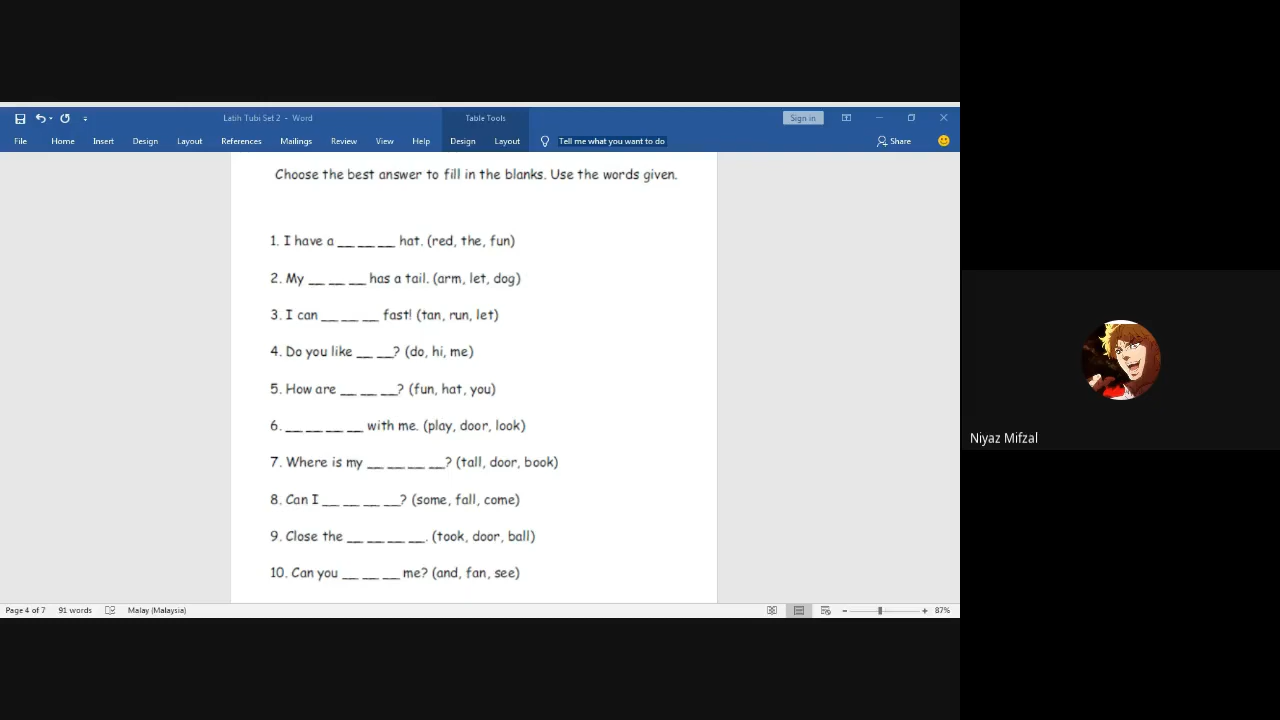 Latih Tubi Set 2 - Word
Table Tools
Sign in
File Home Insert Design Layout References Mailings Review View Help Design Layout Tell me what you want to do Share
Choose the best answer to fill in the blanks. Use the words given.
1. I have a __ __ __ hat. (red, the, fun)
2. My __ __ __ has a tail. (arm, let, dog)
3. I can __ __ __ fast! (tan, run, let)
4. Do you like __ __? (do, hi, me)
5. How are __ __ __? (fun, hat, you)
6. __ __ __ __ with me. (play, door, look)
7. Where is my __ __ __ __? (tall, door, book)
8. Can I __ __ __ __? (some, fall, come)
9. Close the __ __ __ __. (took, door, ball)
10. Can you __ __ __ me? (and, fan, see)
Page 4 of 7 91 words Malay (Malaysia) 87%
Niyaz Mifzal